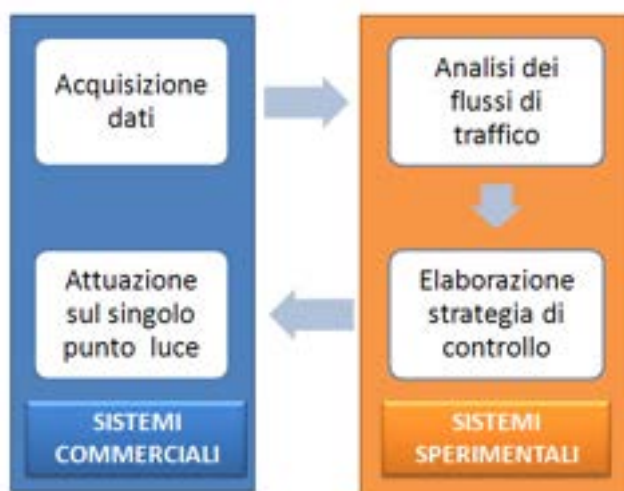 Acquisizione
dati
Analisi dei
flussi di
traffico
Attuazione
sul singolo
punto luce
Elaborazione
strategia di
controllo
SISTEMI
COMMERCIALI
SISTEMI
SPERIMENTALI